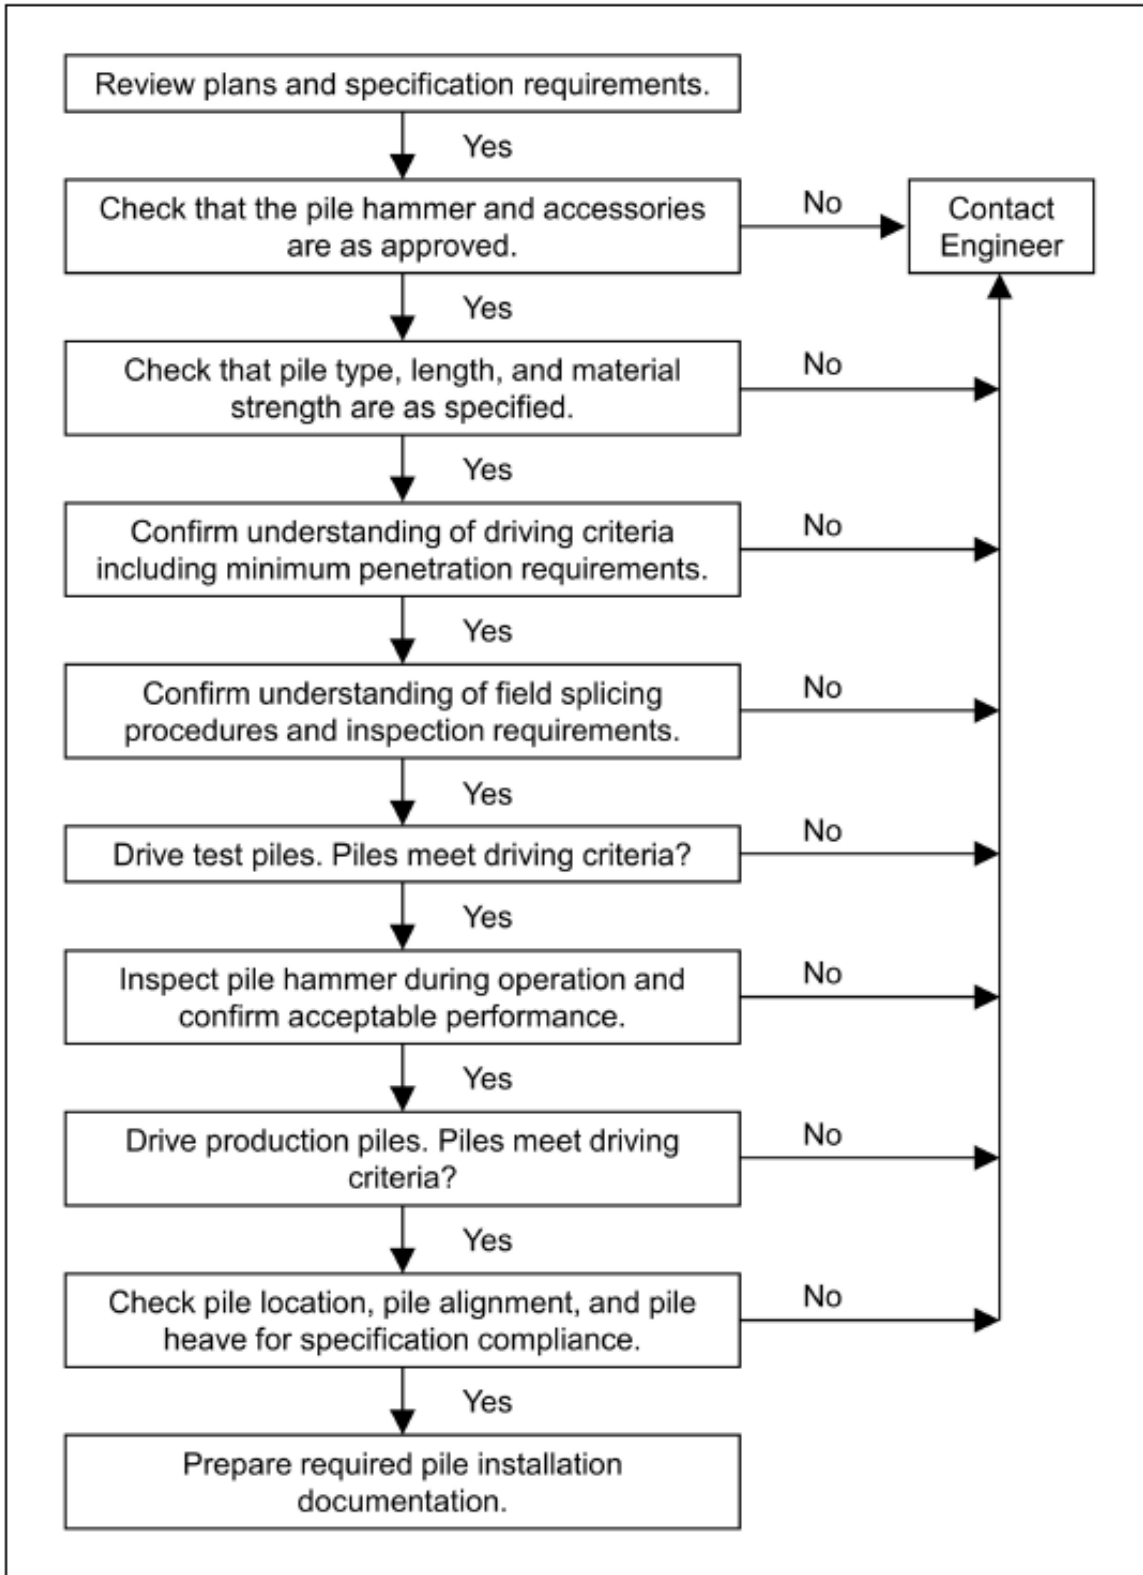 Review plans and specification requirements.
Yes
Check that the pile hammer and accessories
are as approved.
No
Contact
Engineer
Yes
Check that pile type, length, and material
strength are as specified.
No
Yes
Confirm understanding of driving criteria
including minimum penetration requirements.
No
Yes
Confirm understanding of field splicing
procedures and inspection requirements.
No
Yes
Drive test piles. Piles meet driving criteria?
No
Yes
Inspect pile hammer during operation and
confirm acceptable performance.
No
Yes
Drive production piles. Piles meet driving
criteria?
No
Yes
Check pile location, pile alignment, and pile
heave for specification compliance.
No
Yes
Prepare required pile installation
documentation.